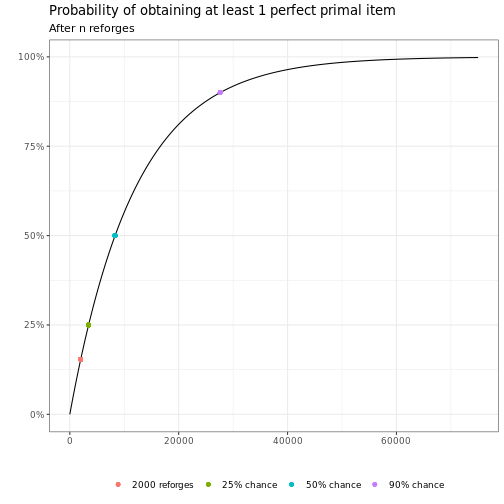 Probability of obtaining at least 1 perfect primal item
After n reforges
100%
75%
50%
25%
0%
0
20000
40000
60000
2000 reforges
25% chance
50% chance
90% chance